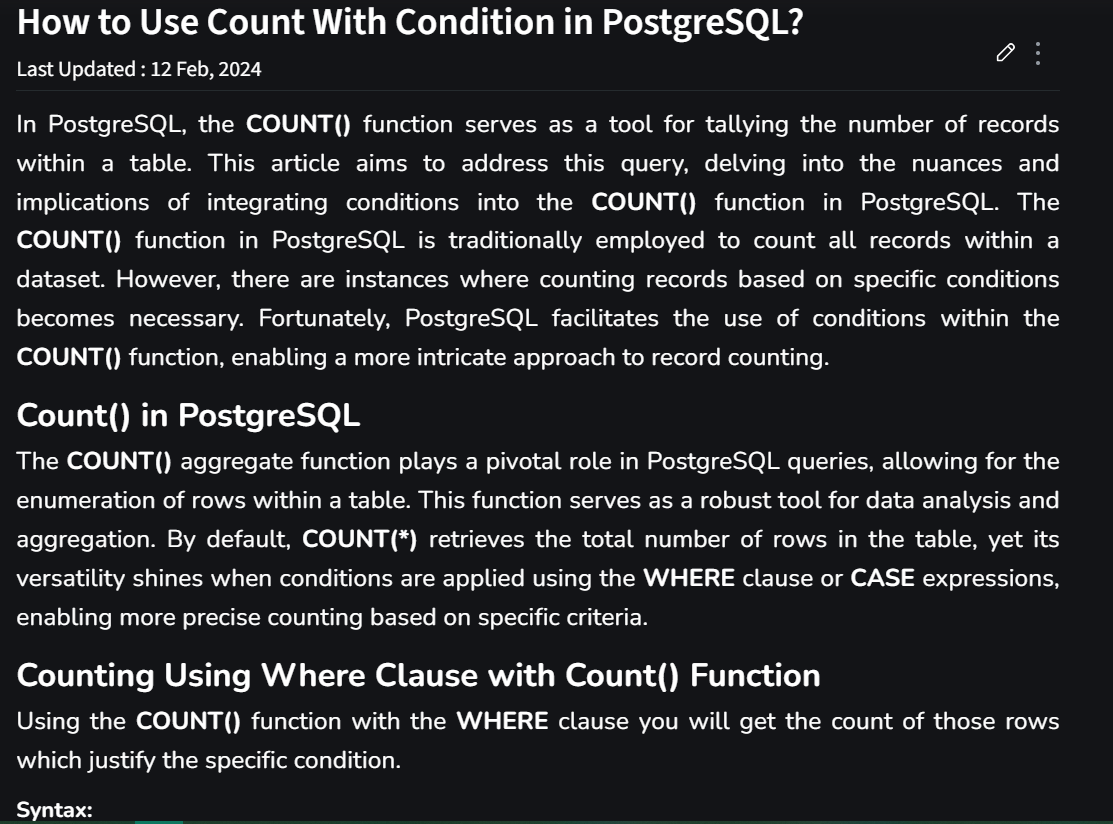 How to Use Count With Condition in PostgreSQL?
Last Updated : 12 Feb, 2024
In PostgreSQL, the COUNT() function serves as a tool for tallying the number of records
within a table. This article aims to address this query, delving into the nuances and
implications of integrating conditions into the COUNT() function in PostgreSQL. The
COUNT() function in PostgreSQL is traditionally employed to count all records within a
dataset. However, there are instances where counting records based on specific conditions
becomes necessary. Fortunately, PostgreSQL facilitates the use of conditions within the
COUNT() function, enabling a more intricate approach to record counting.
Count() in PostgreSQL
The COUNT() aggregate function plays a pivotal role in PostgreSQL queries, allowing for the
enumeration of rows within a table. This function serves as a robust tool for data analysis and
aggregation. By default, COUNT(*) retrieves the total number of rows in the table, yet its
versatility shines when conditions are applied using the WHERE clause or CASE expressions,
enabling more precise counting based on specific criteria.
Counting Using Where Clause with Count() Function
Using the COUNT() function with the WHERE clause you will get the count of those rows
which justify the specific condition.
Syntax: